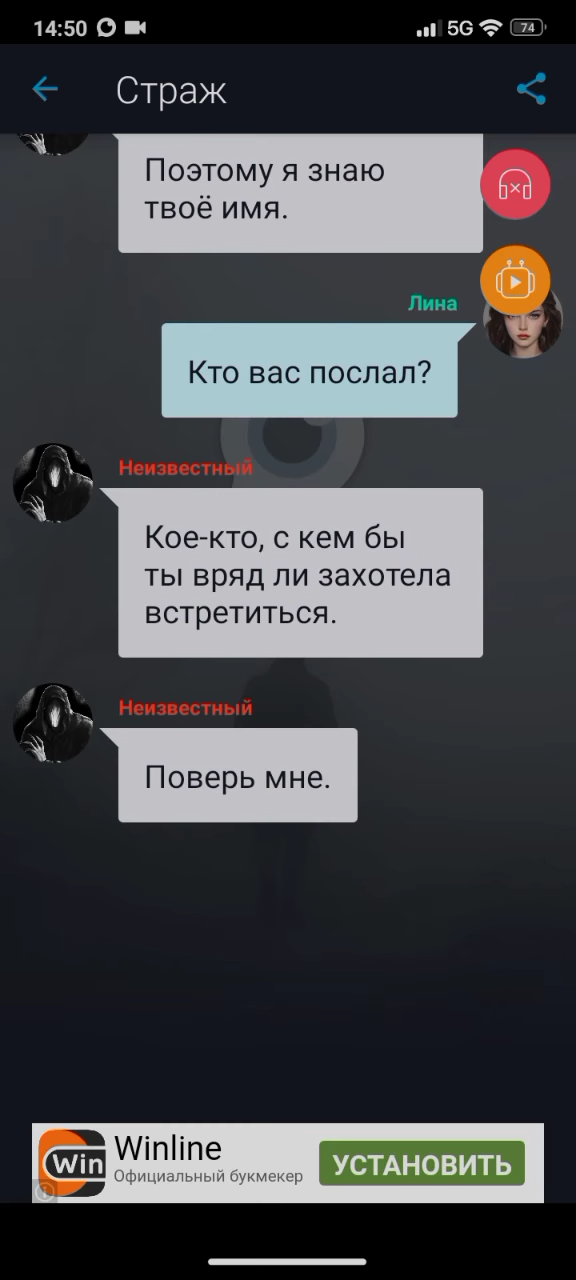 14:50
5G
74
Страж
Поэтому я знаю
твоё имя.
Лина
Кто вас послал?
Неизвестный
Кое-кто, с кем бы
ты вряд ли захотела
встретиться.
Неизвестный
Поверь мне.
Win
Winline
Официальный букмекер
УСТАНОВИТЬ